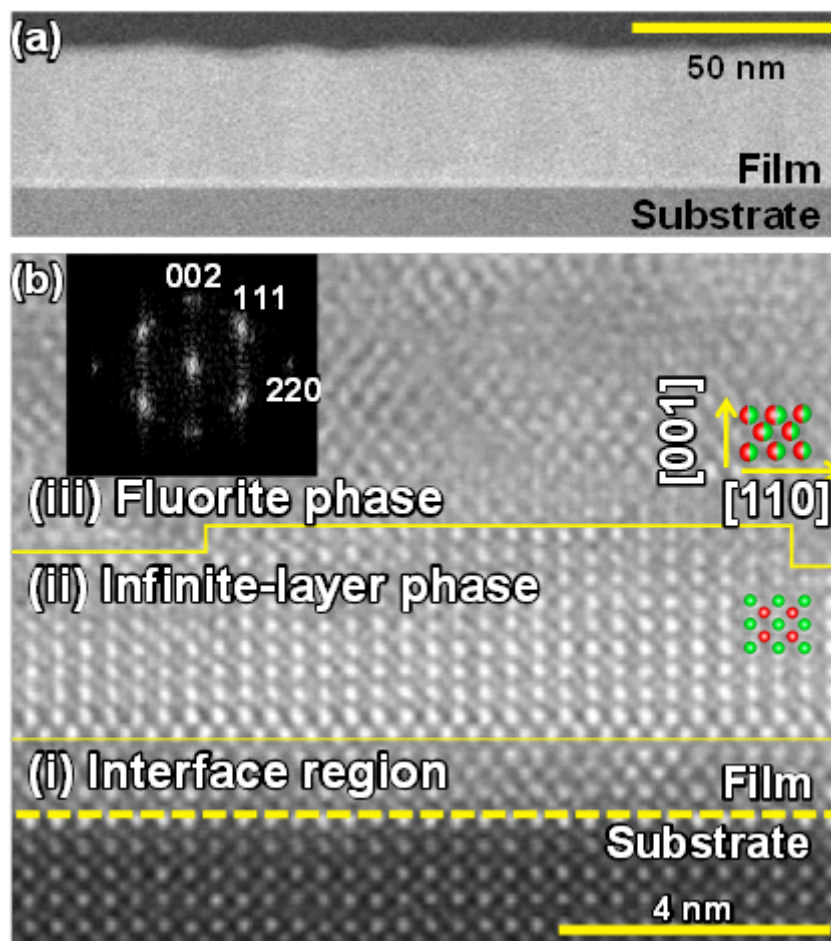 (a)
50 nm
Film
Substrate
(b)
002
111
220
[001]
[110]
(iii) Fluorite phase
(ii) Infinite-layer phase
(i) Interface region
Film
Substrate
4 nm